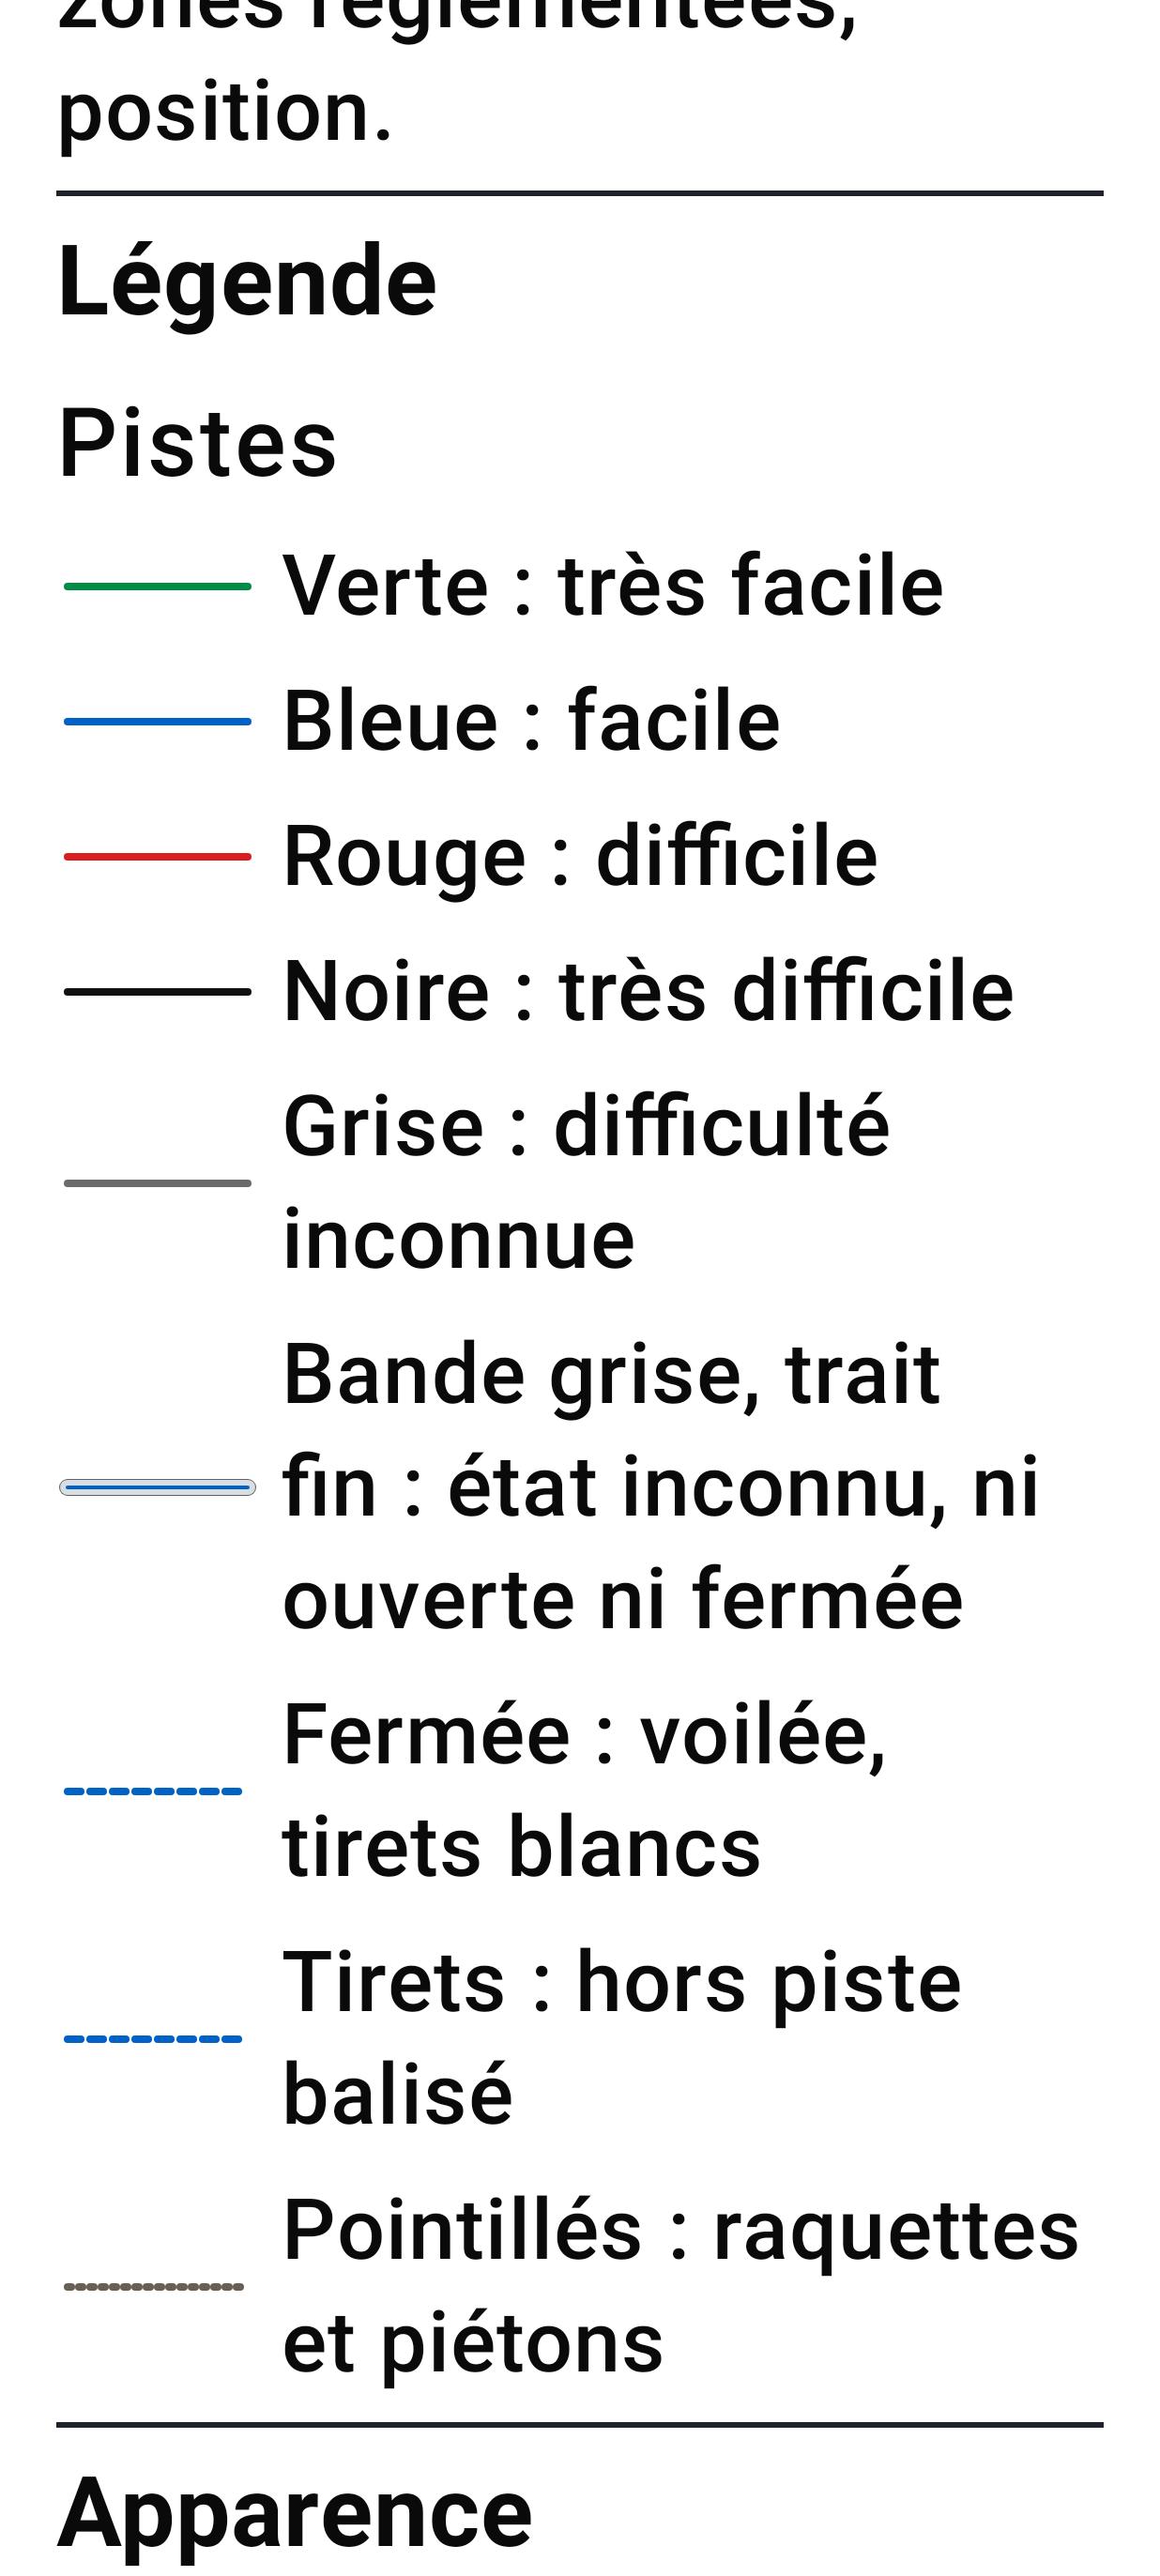 zones réglementées,
position.
Légende
Pistes
Verte : très facile
Bleue : facile
Rouge : difficile
Noire : très difficile
Grise : difficulté
inconnue
Bande grise, trait
fin : état inconnu, ni
ouverte ni fermée
Fermée : voilée,
tirets blancs
Tirets : hors piste
balisé
Pointillés : raquettes
et piétons
Apparence